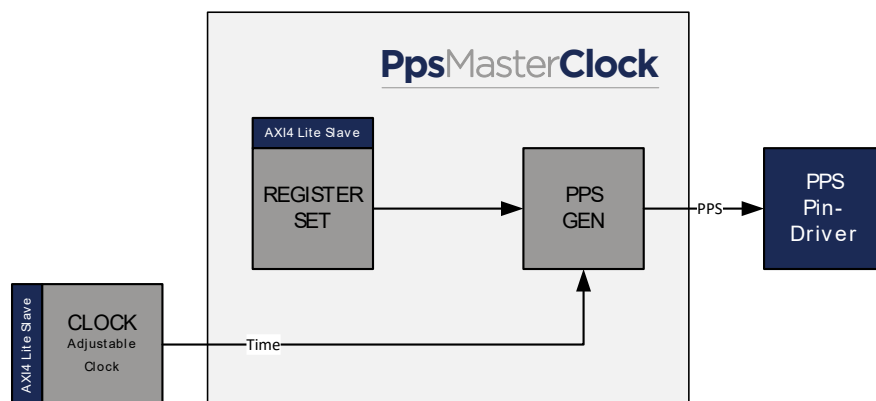 PpsMasterClock
AXI4 Lite Slave
REGISTER
SET
PPS
GEN
PPS
PPS
Pin-
Driver
AXI4 Lite Slave
CLOCK
Adjustable
Clock
Time